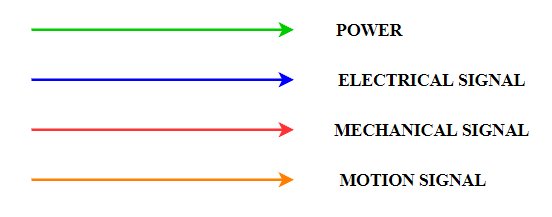 POWER
ELECTRICAL SIGNAL
MECHANICAL SIGNAL
MOTION SIGNAL